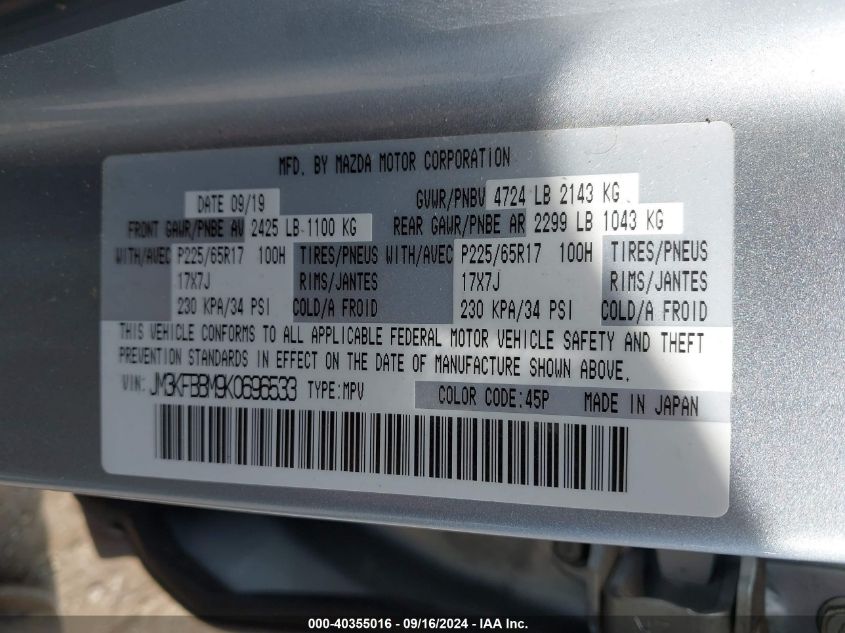 MFD. BY MAZDA MOTOR CORPORATION
DATE 09/19 GVWR/PNBV 4724 LB 2143 KG
FRONT GAWR/PNBE AV 2425 LB 1100 KG REAR GAWR/PNBE AR 2299 LB 1043 KG
WITH/AVEC P225/65R17 100H TIRES/PNEUS WITH/AVEC P225/65R17 100H TIRES/PNEUS
17X7J RIMS/JANTES 17X7J RIMS/JANTES
230 KPA/34 PSI COLD/A FROID 230 KPA/34 PSI COLD/A FROID
THIS VEHICLE CONFORMS TO ALL APPLICABLE FEDERAL MOTOR VEHICLE SAFETY AND THEFT
PREVENTION STANDARDS IN EFFECT ON THE DATE OF MANUFACTURE SHOWN ABOVE.
VIN: JM3KFBBM9K0696533 TYPE:MPV COLOR CODE:45P MADE IN JAPAN
000-40355016 - 09/16/2024 - IAA Inc.